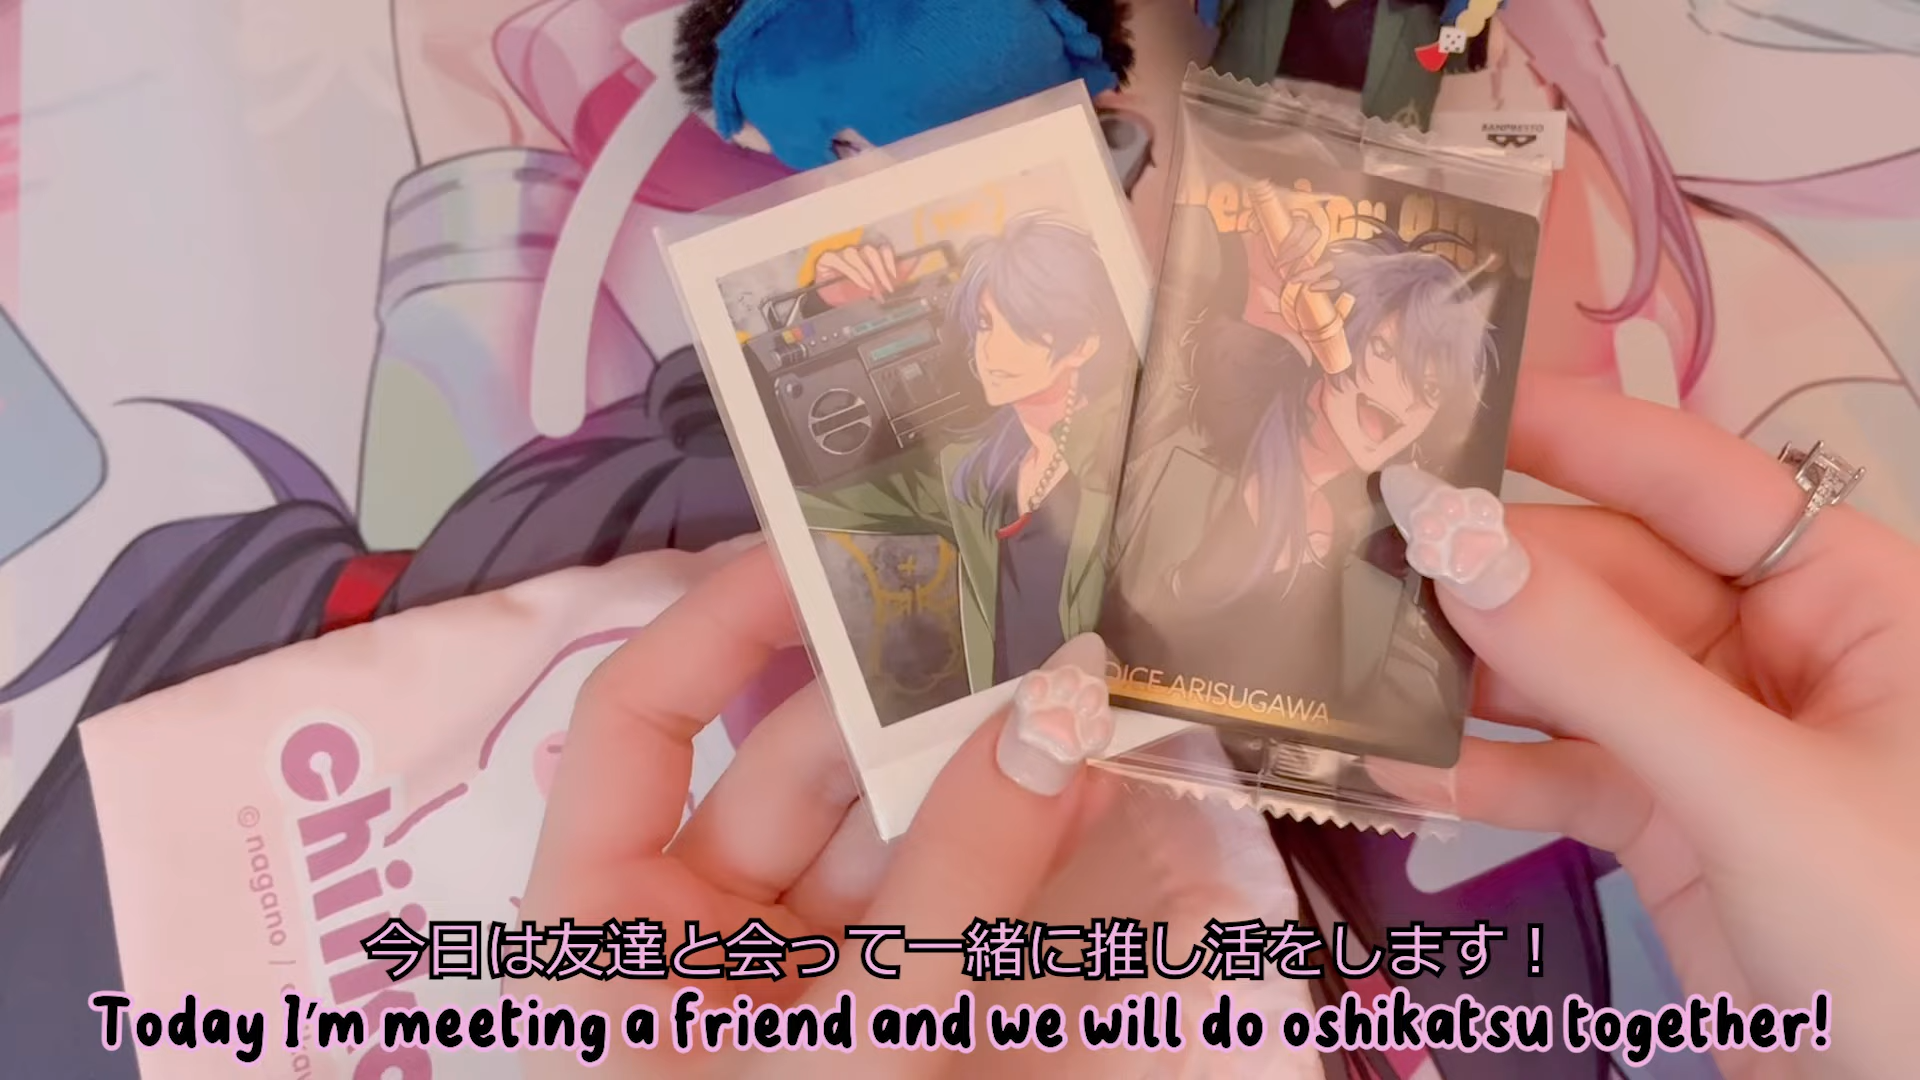 BANPRESTO
DICE ARISUGAWA
chii
© nagano /
今日は友達と会って一緒に推し活をします！
Today I'm meeting a friend and we will do oshikatsu together!